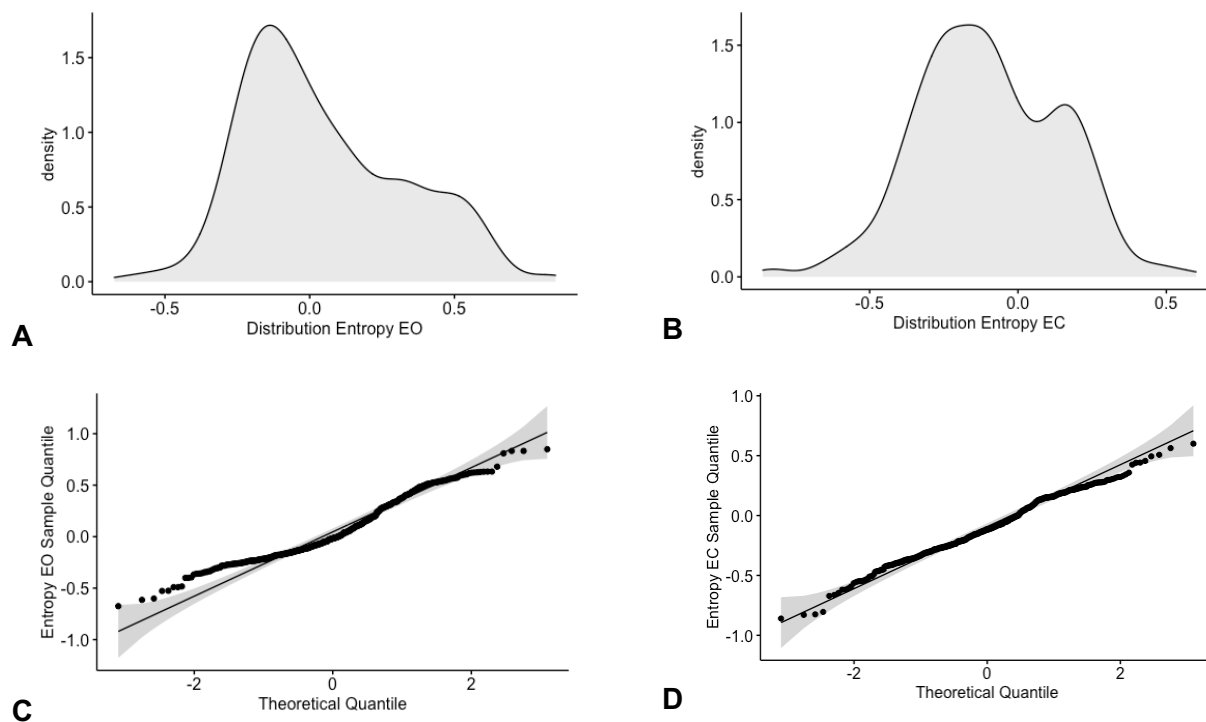 density
1.5
1.0
0.5
0.0
-0.5
0.0
0.5
Distribution Entropy EO
A
density
1.5
1.0
0.5
0.0
-0.5
0.0
0.5
Distribution Entropy EC
B
Entropy EO Sample Quantile
1.0
0.5
0.0
-0.5
-1.0
-2
0
2
Theoretical Quantile
C
Entropy EC Sample Quantile
1.0
0.5
0.0
-0.5
-1.0
-2
0
2
Theoretical Quantile
D